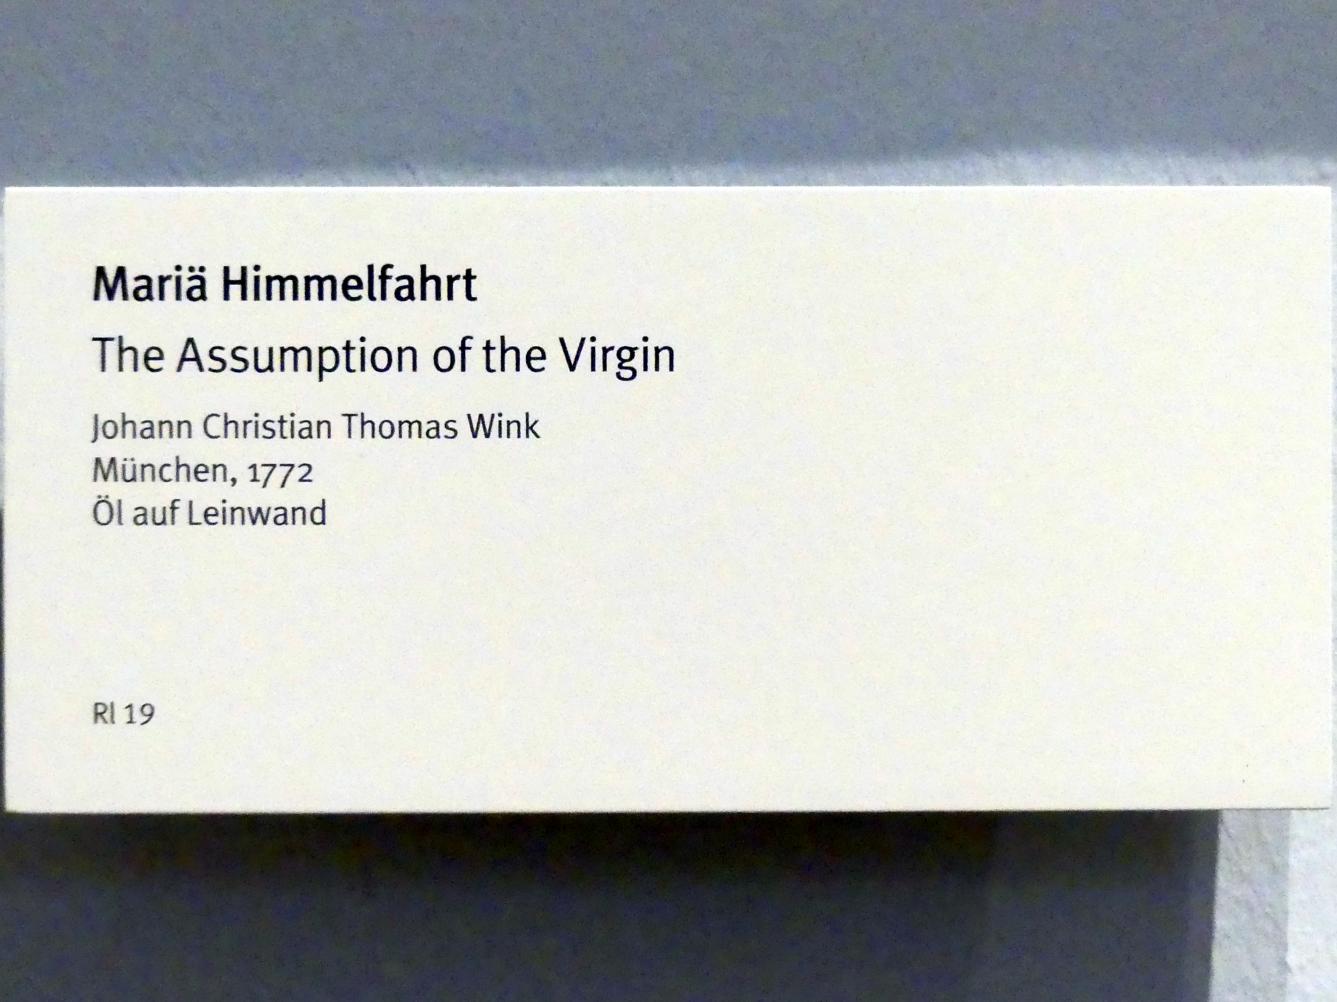 Mariä Himmelfahrt
The Assumption of the Virgin
Johann Christian Thomas Wink
München, 1772
Öl auf Leinwand
Rl 19